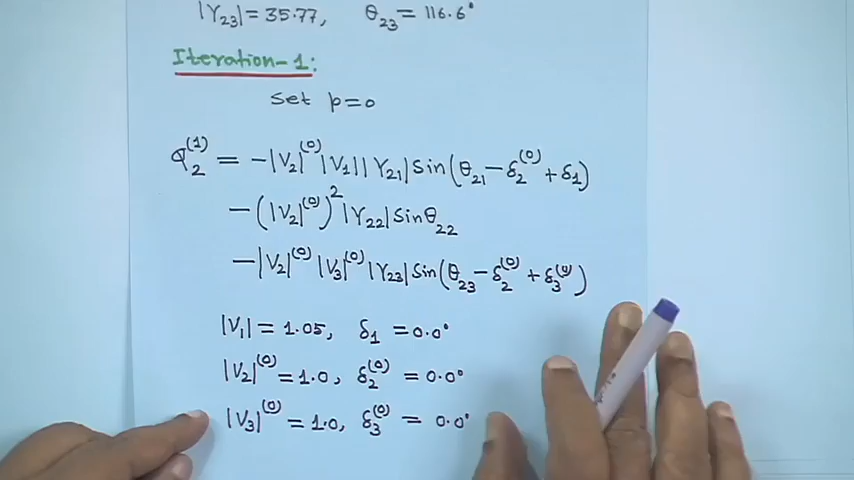 |Y₂₃| = 35.77, θ₂₃ = 116.6°
Iteration-1:
Set p=0
Q₂⁽¹⁾ = -|V₂|⁽⁰⁾|V₁||Y₂₁|Sin(θ₂₁-δ₂⁽⁰⁾+δ₁)
-(|V₂|⁽⁰⁾)²|Y₂₂|Sinθ₂₂
-|V₂|⁽⁰⁾|V₃|⁽⁰⁾|Y₂₃|Sin(θ₂₃-δ₂⁽⁰⁾+δ₃⁽⁰⁾)
|V₁| = 1.05, δ₁ = 0.0°
|V₂|⁽⁰⁾ = 1.0, δ₂⁽⁰⁾ = 0.0°
|V₃|⁽⁰⁾ = 1.0, δ₃⁽⁰⁾ = 0.0°